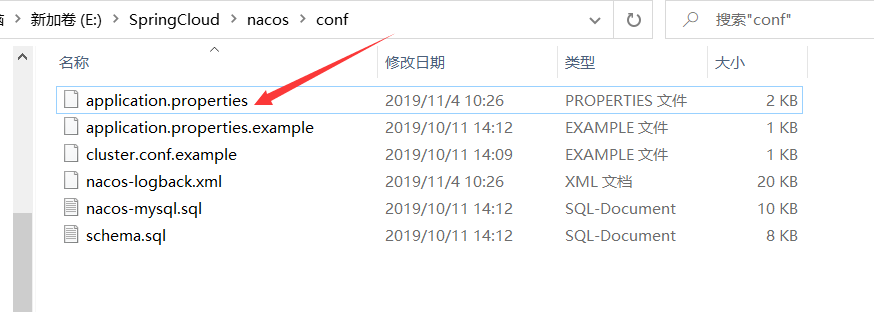 新加卷 (E:) SpringCloud nacos conf 搜索"conf"
名称 修改日期 类型 大小
application.properties 2019/11/4 10:26 PROPERTIES 文件 2 KB
application.properties.example 2019/10/11 14:12 EXAMPLE 文件 1 KB
cluster.conf.example 2019/10/11 14:09 EXAMPLE 文件 1 KB
nacos-logback.xml 2019/11/4 10:26 XML 文档 20 KB
nacos-mysql.sql 2019/10/11 14:12 SQL-Document 10 KB
schema.sql 2019/10/11 14:12 SQL-Document 8 KB